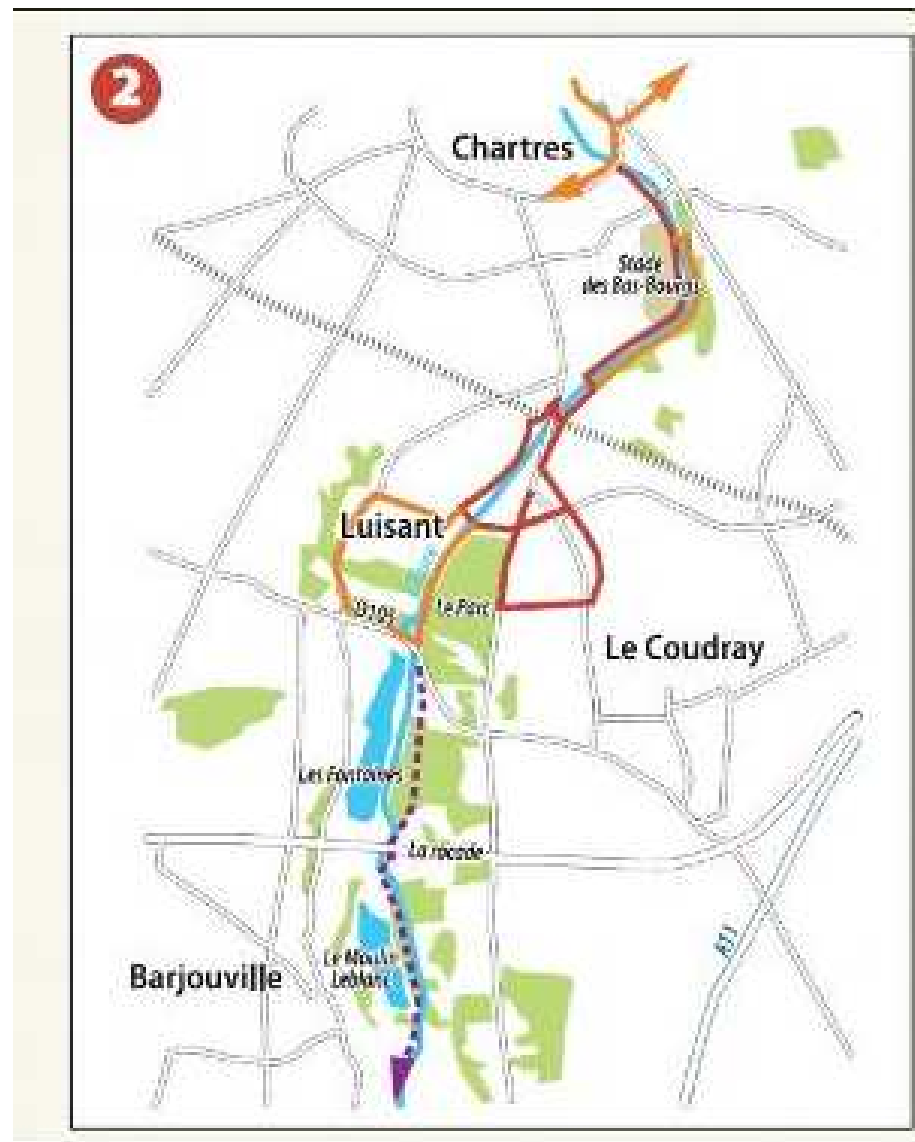 2
Chartres
Stade
des Bas-Bourgs
Luisant
D105
Le Parc
Le Coudray
Les Fontaines
La rocade
A11
Le Moulin
Leblanc
Barjouville